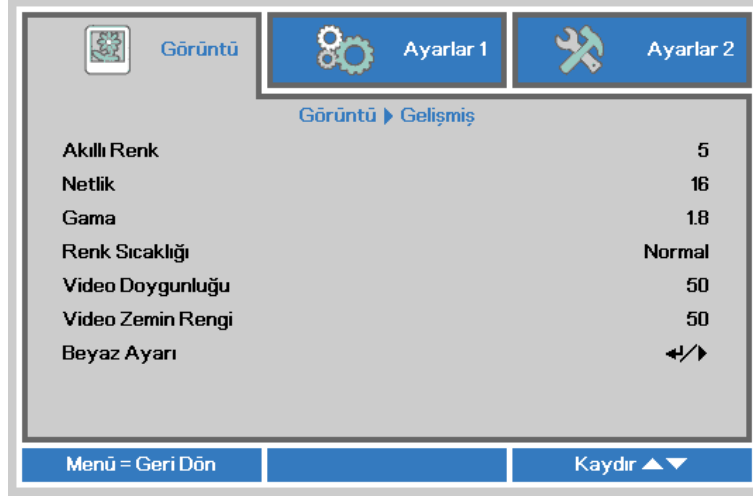 Görüntü
Ayarlar 1
Ayarlar 2
Görüntü Gelişmiş
Akıllı Renk 5
Netlik 16
Gama 1.8
Renk Sıcaklığı Normal
Video Doygunluğu 50
Video Zemin Rengi 50
Beyaz Ayarı ↵/▶
Menü = Geri Dön
Kaydır ▲▼